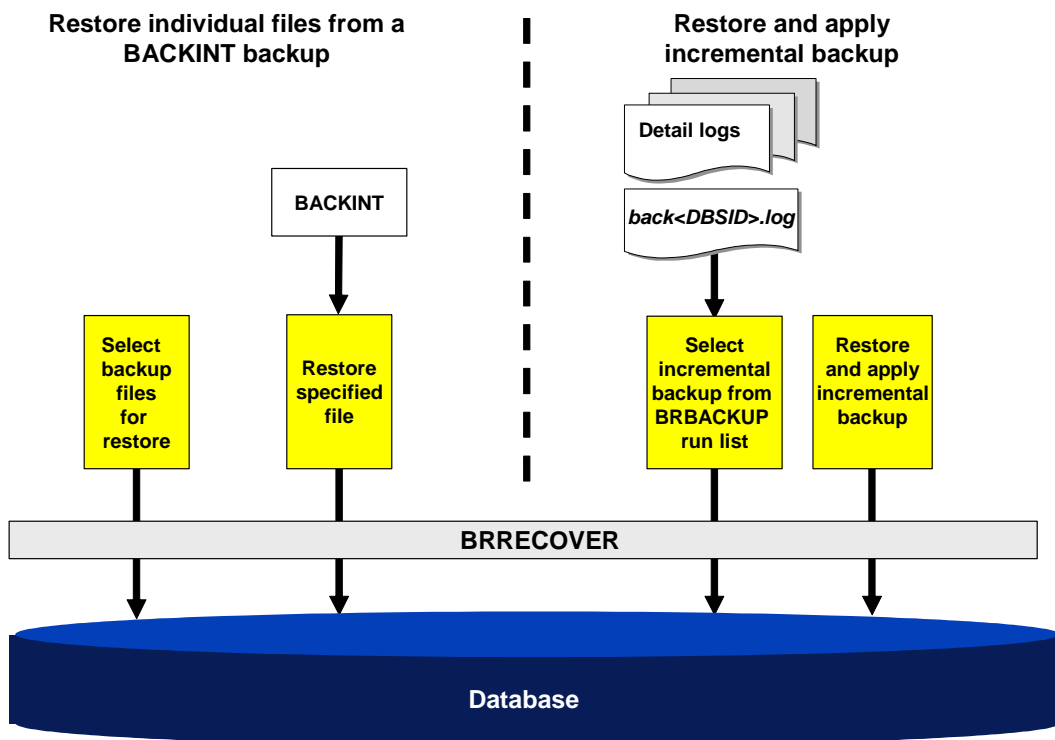 Restore individual files from a
BACKINT backup
Restore and apply
incremental backup
Detail logs
back<DBSID>.log
BACKINT
Select
backup
files
for
restore
Restore
specified
file
Select
incremental
backup from
BRBACKUP
run list
Restore
and apply
incremental
backup
BRRECOVER
Database